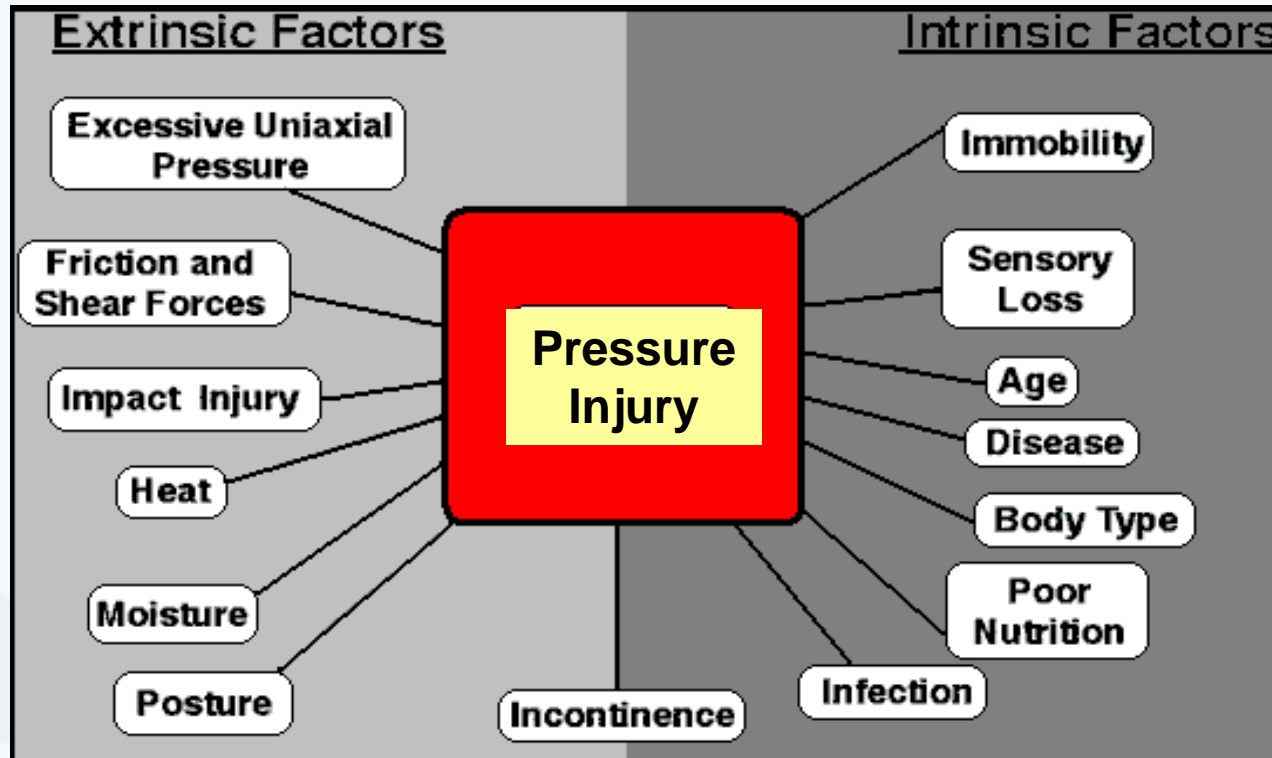 Extrinsic Factors
Intrinsic Factors
Excessive Uniaxial
Pressure
Friction and
Shear Forces
Impact Injury
Heat
Moisture
Posture
Pressure
Injury
Incontinence
Immobility
Sensory
Loss
Age
Disease
Body Type
Poor
Nutrition
Infection